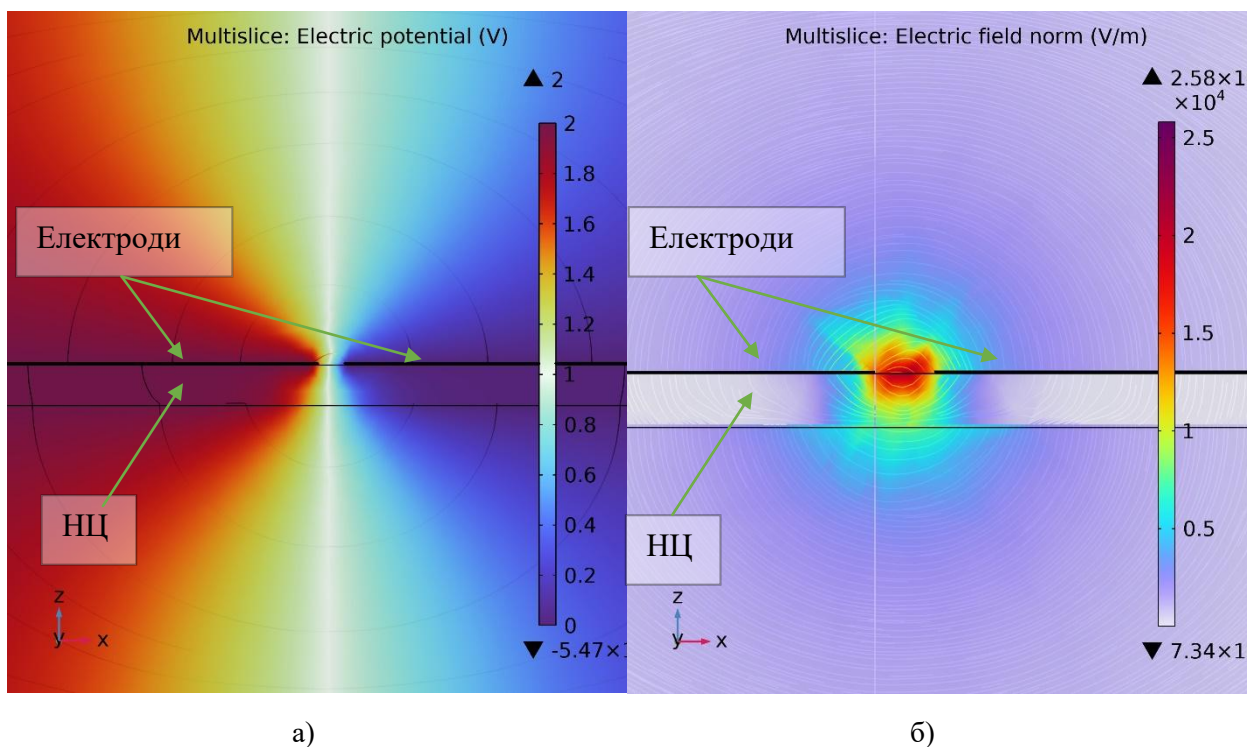 Multislice: Electric potential (V)
▲ 2
2
1.8
1.6
1.4
1.2
1
0.8
0.6
0.4
0.2
0
▼ -5.47×1
Електроди
НЦ
z
y
x
Multislice: Electric field norm (V/m)
▲ 2.58×1
×10⁴
2.5
2
1.5
1
0.5
▼ 7.34×1
Електроди
НЦ
z
y
x
а)
б)